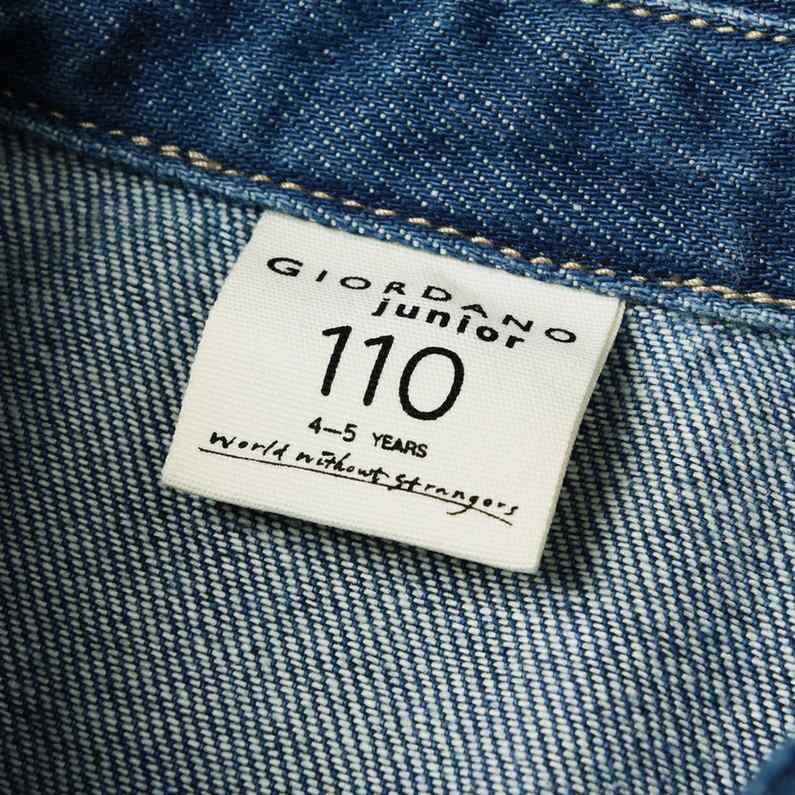 GIORDANO
junior
110
4–5 YEARS
World without strangers